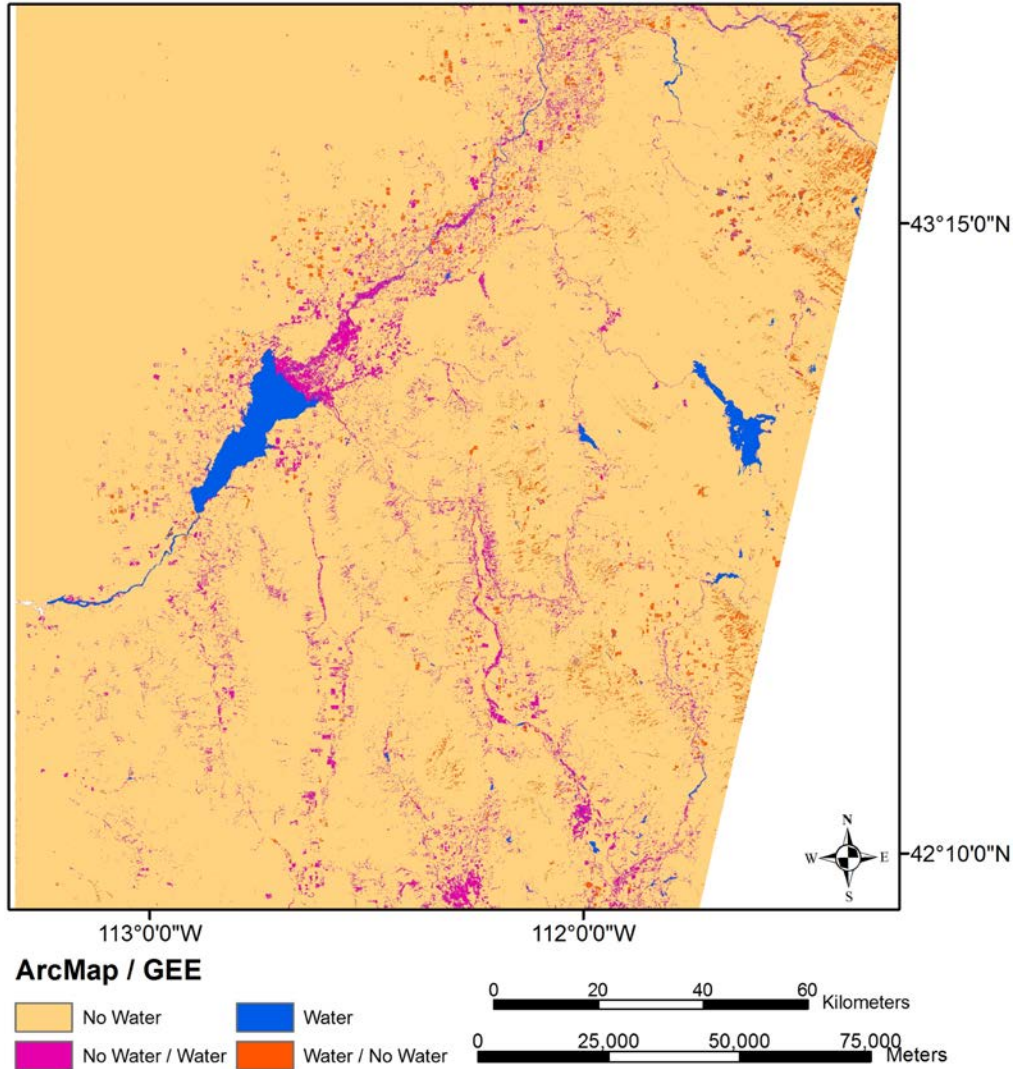 43°15'0"N
N
W E
S
42°10'0"N
113°0'0"W 112°0'0"W
ArcMap / GEE
No Water
Water
No Water / Water
Water / No Water
0 20 40 60
Kilometers
0 25,000 50,000 75,000
Meters